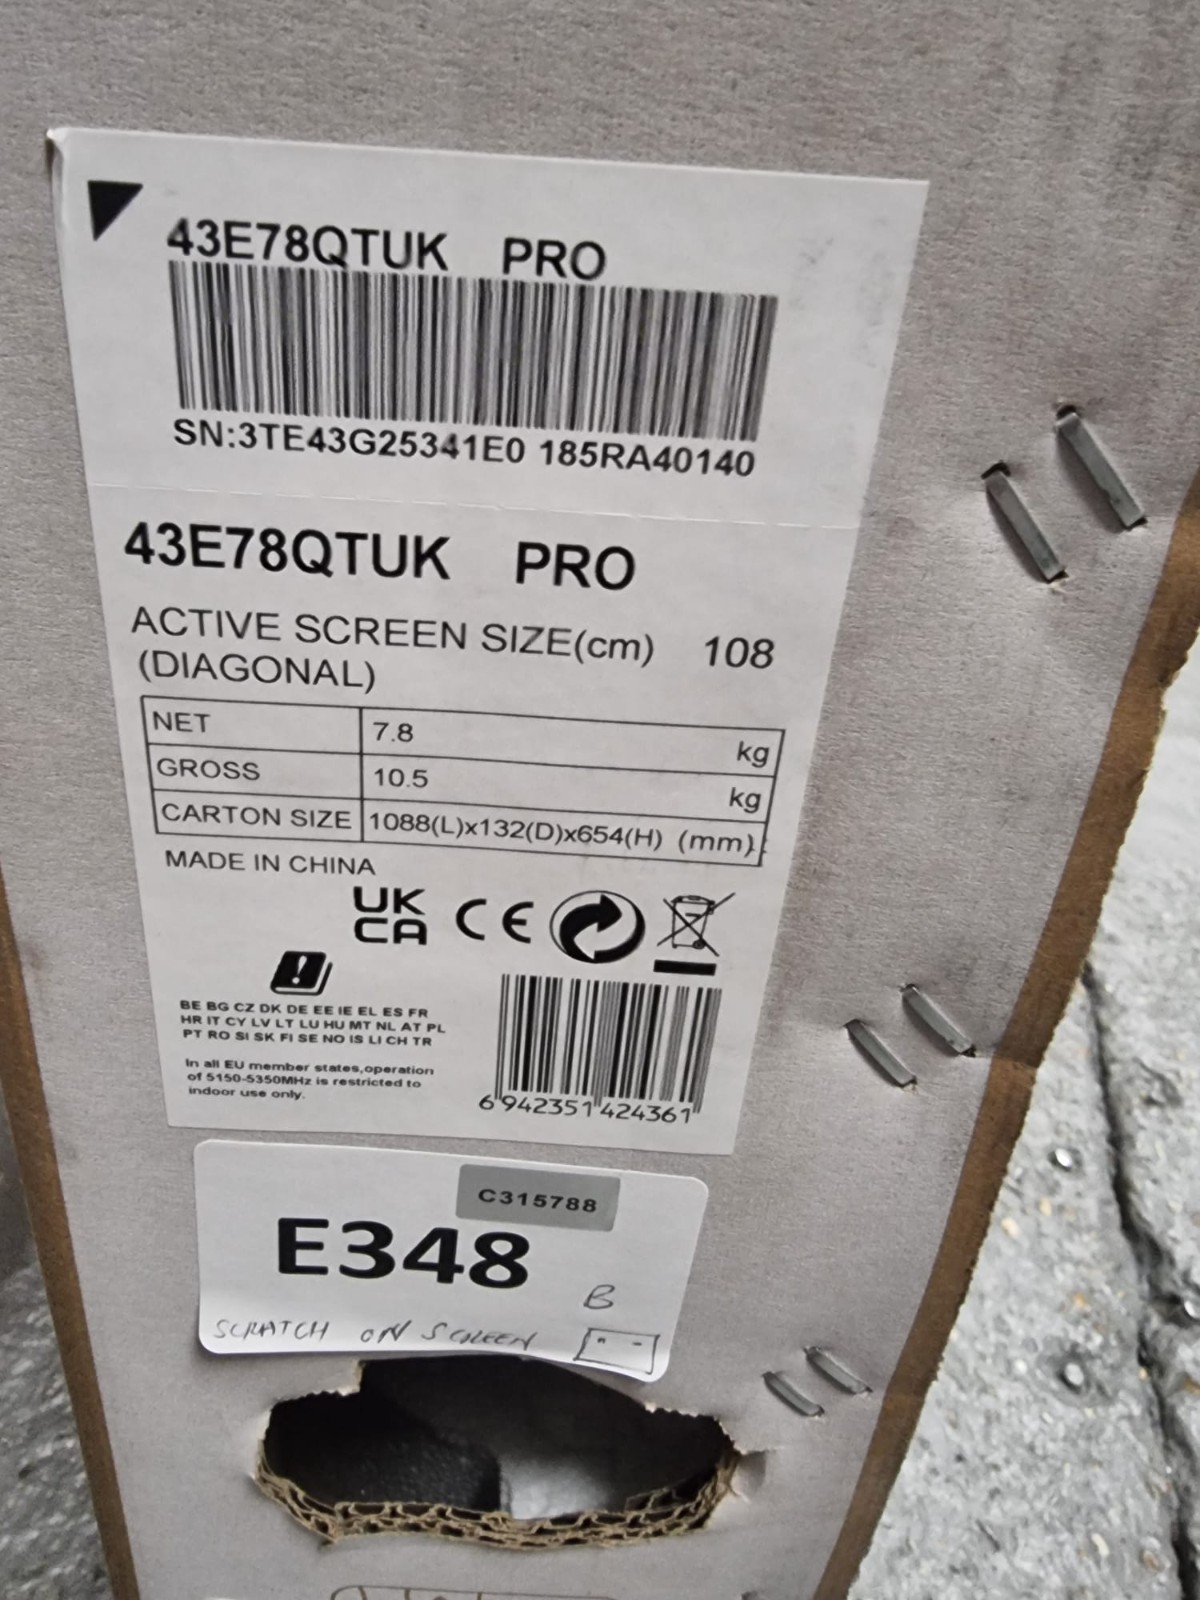 43E78QTUK PRO
SN:3TE43G25341E0 185RA40140
43E78QTUK PRO
ACTIVE SCREEN SIZE(cm) 108
(DIAGONAL)
NET 7.8 kg
GROSS 10.5 kg
CARTON SIZE 1088(L)x132(D)x654(H) (mm)
MADE IN CHINA
UK
CA CE
BE BG CZ DK DE EE IE EL ES FR
HR IT CY LV LT LU HU MT NL AT PL
PT RO SI SK FI SE NO IS LI CH TR
In all EU member states,operation
of 5150-5350MHz is restricted to
indoor use only.
6 942351 424361
C315788
E348
B
SCRATCH ON SCREEN